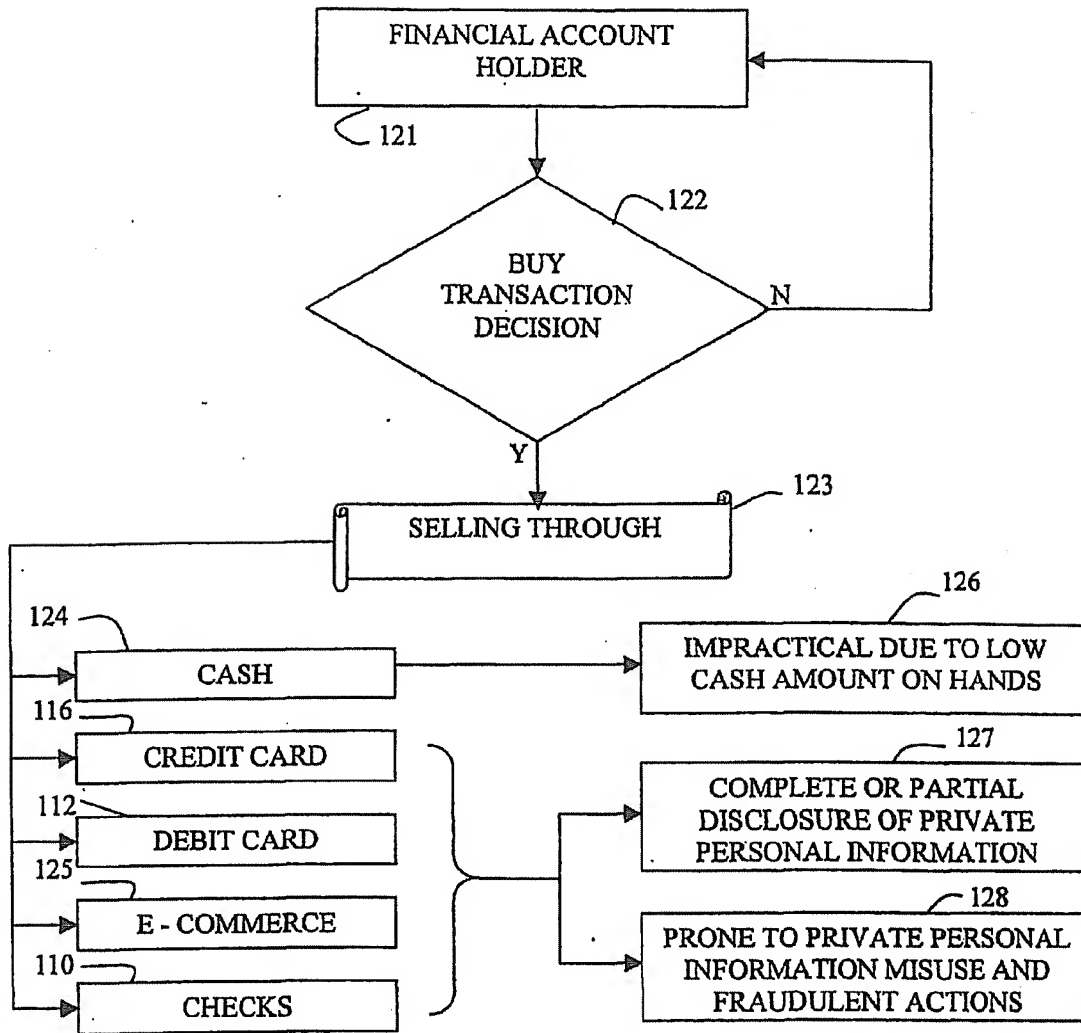 FINANCIAL ACCOUNT
HOLDER
121
122
BUY
TRANSACTION
DECISION
N
Y
123
SELLING THROUGH
124
CASH
126
IMPRACTICAL DUE TO LOW
CASH AMOUNT ON HANDS
116
CREDIT CARD
127
COMPLETE OR PARTIAL
DISCLOSURE OF PRIVATE
PERSONAL INFORMATION
112
DEBIT CARD
125
E - COMMERCE
128
PRONE TO PRIVATE PERSONAL
INFORMATION MISUSE AND
FRAUDULENT ACTIONS
110
CHECKS